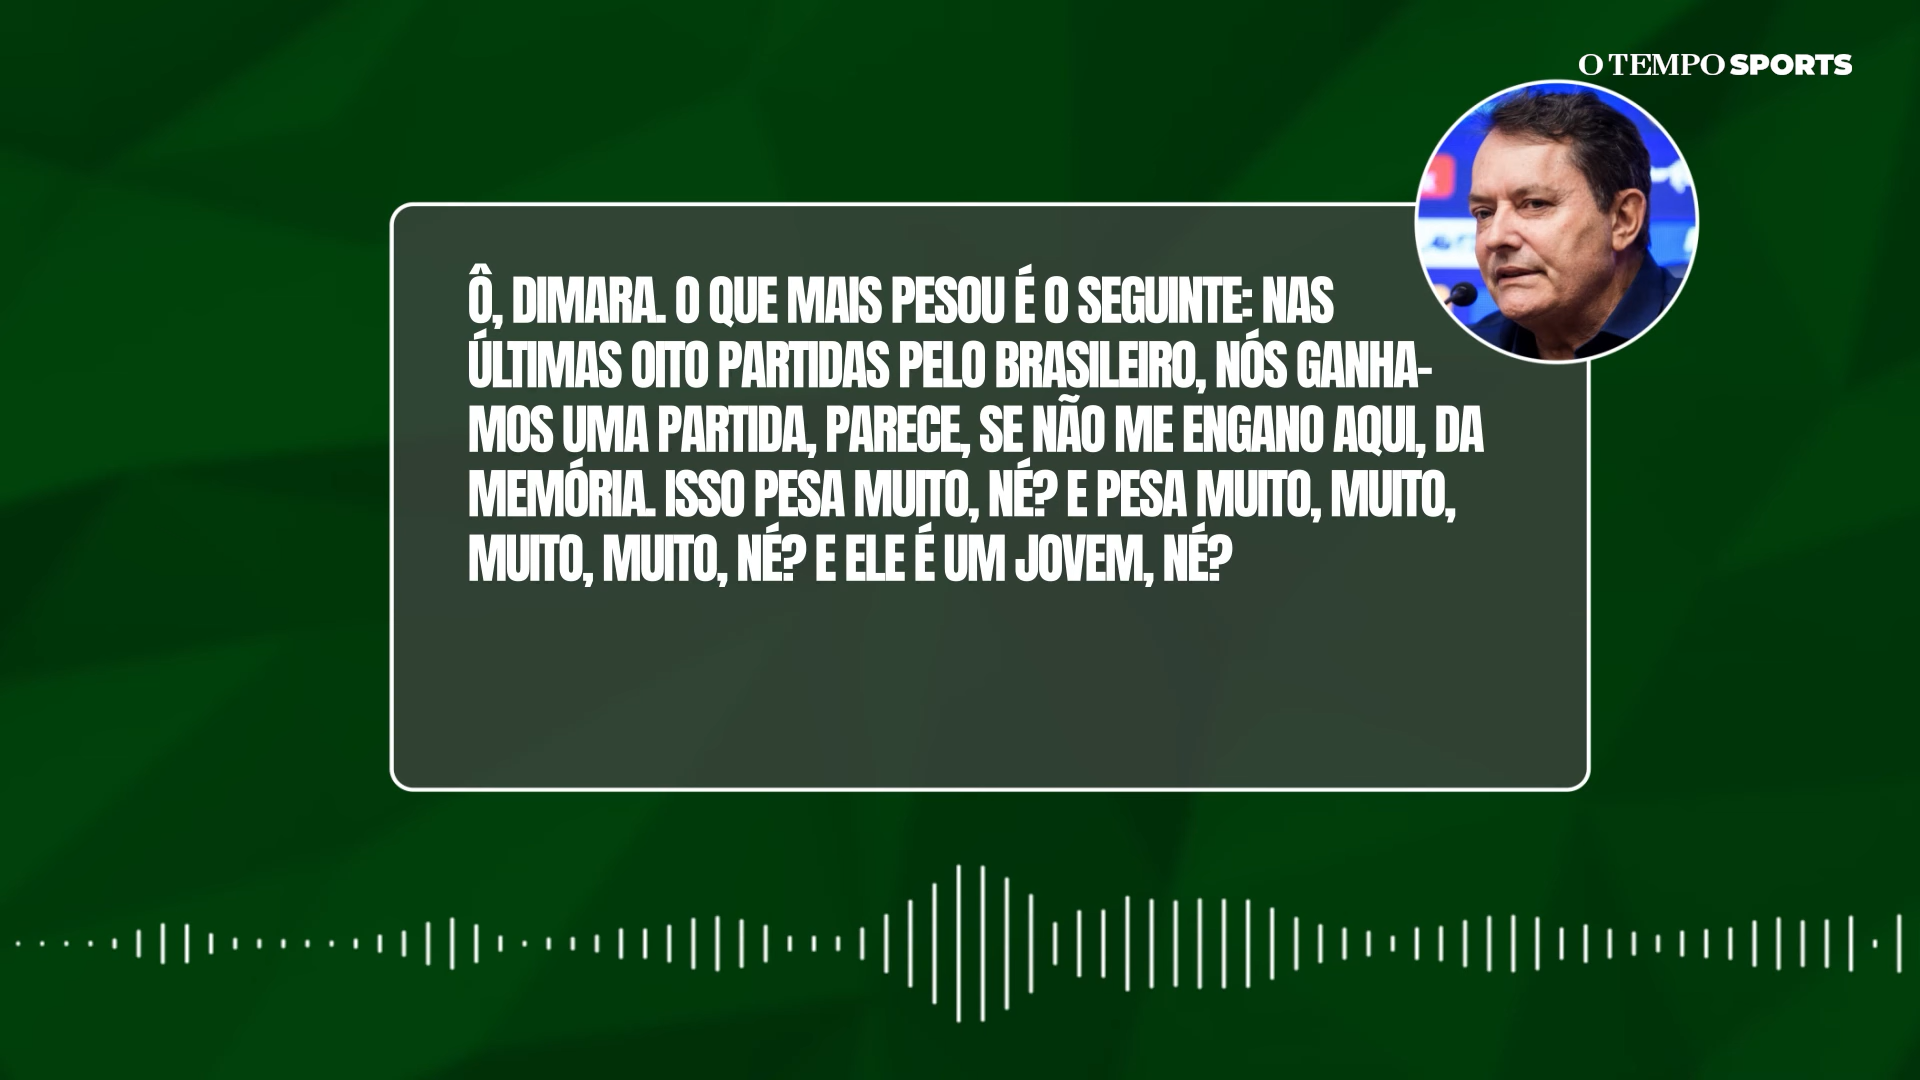 O TEMPO SPORTS
Ô, DIMARA. O QUE MAIS PESOU É O SEGUINTE: NAS
ÚLTIMAS OITO PARTIDAS PELO BRASILEIRO, NÓS GANHA-
MOS UMA PARTIDA, PARECE, SE NÃO ME ENGANO AQUI, DA
MEMÓRIA. ISSO PESA MUITO, NÉ? E PESA MUITO, MUITO,
MUITO, MUITO, NÉ? E ELE É UM JOVEM, NÉ?